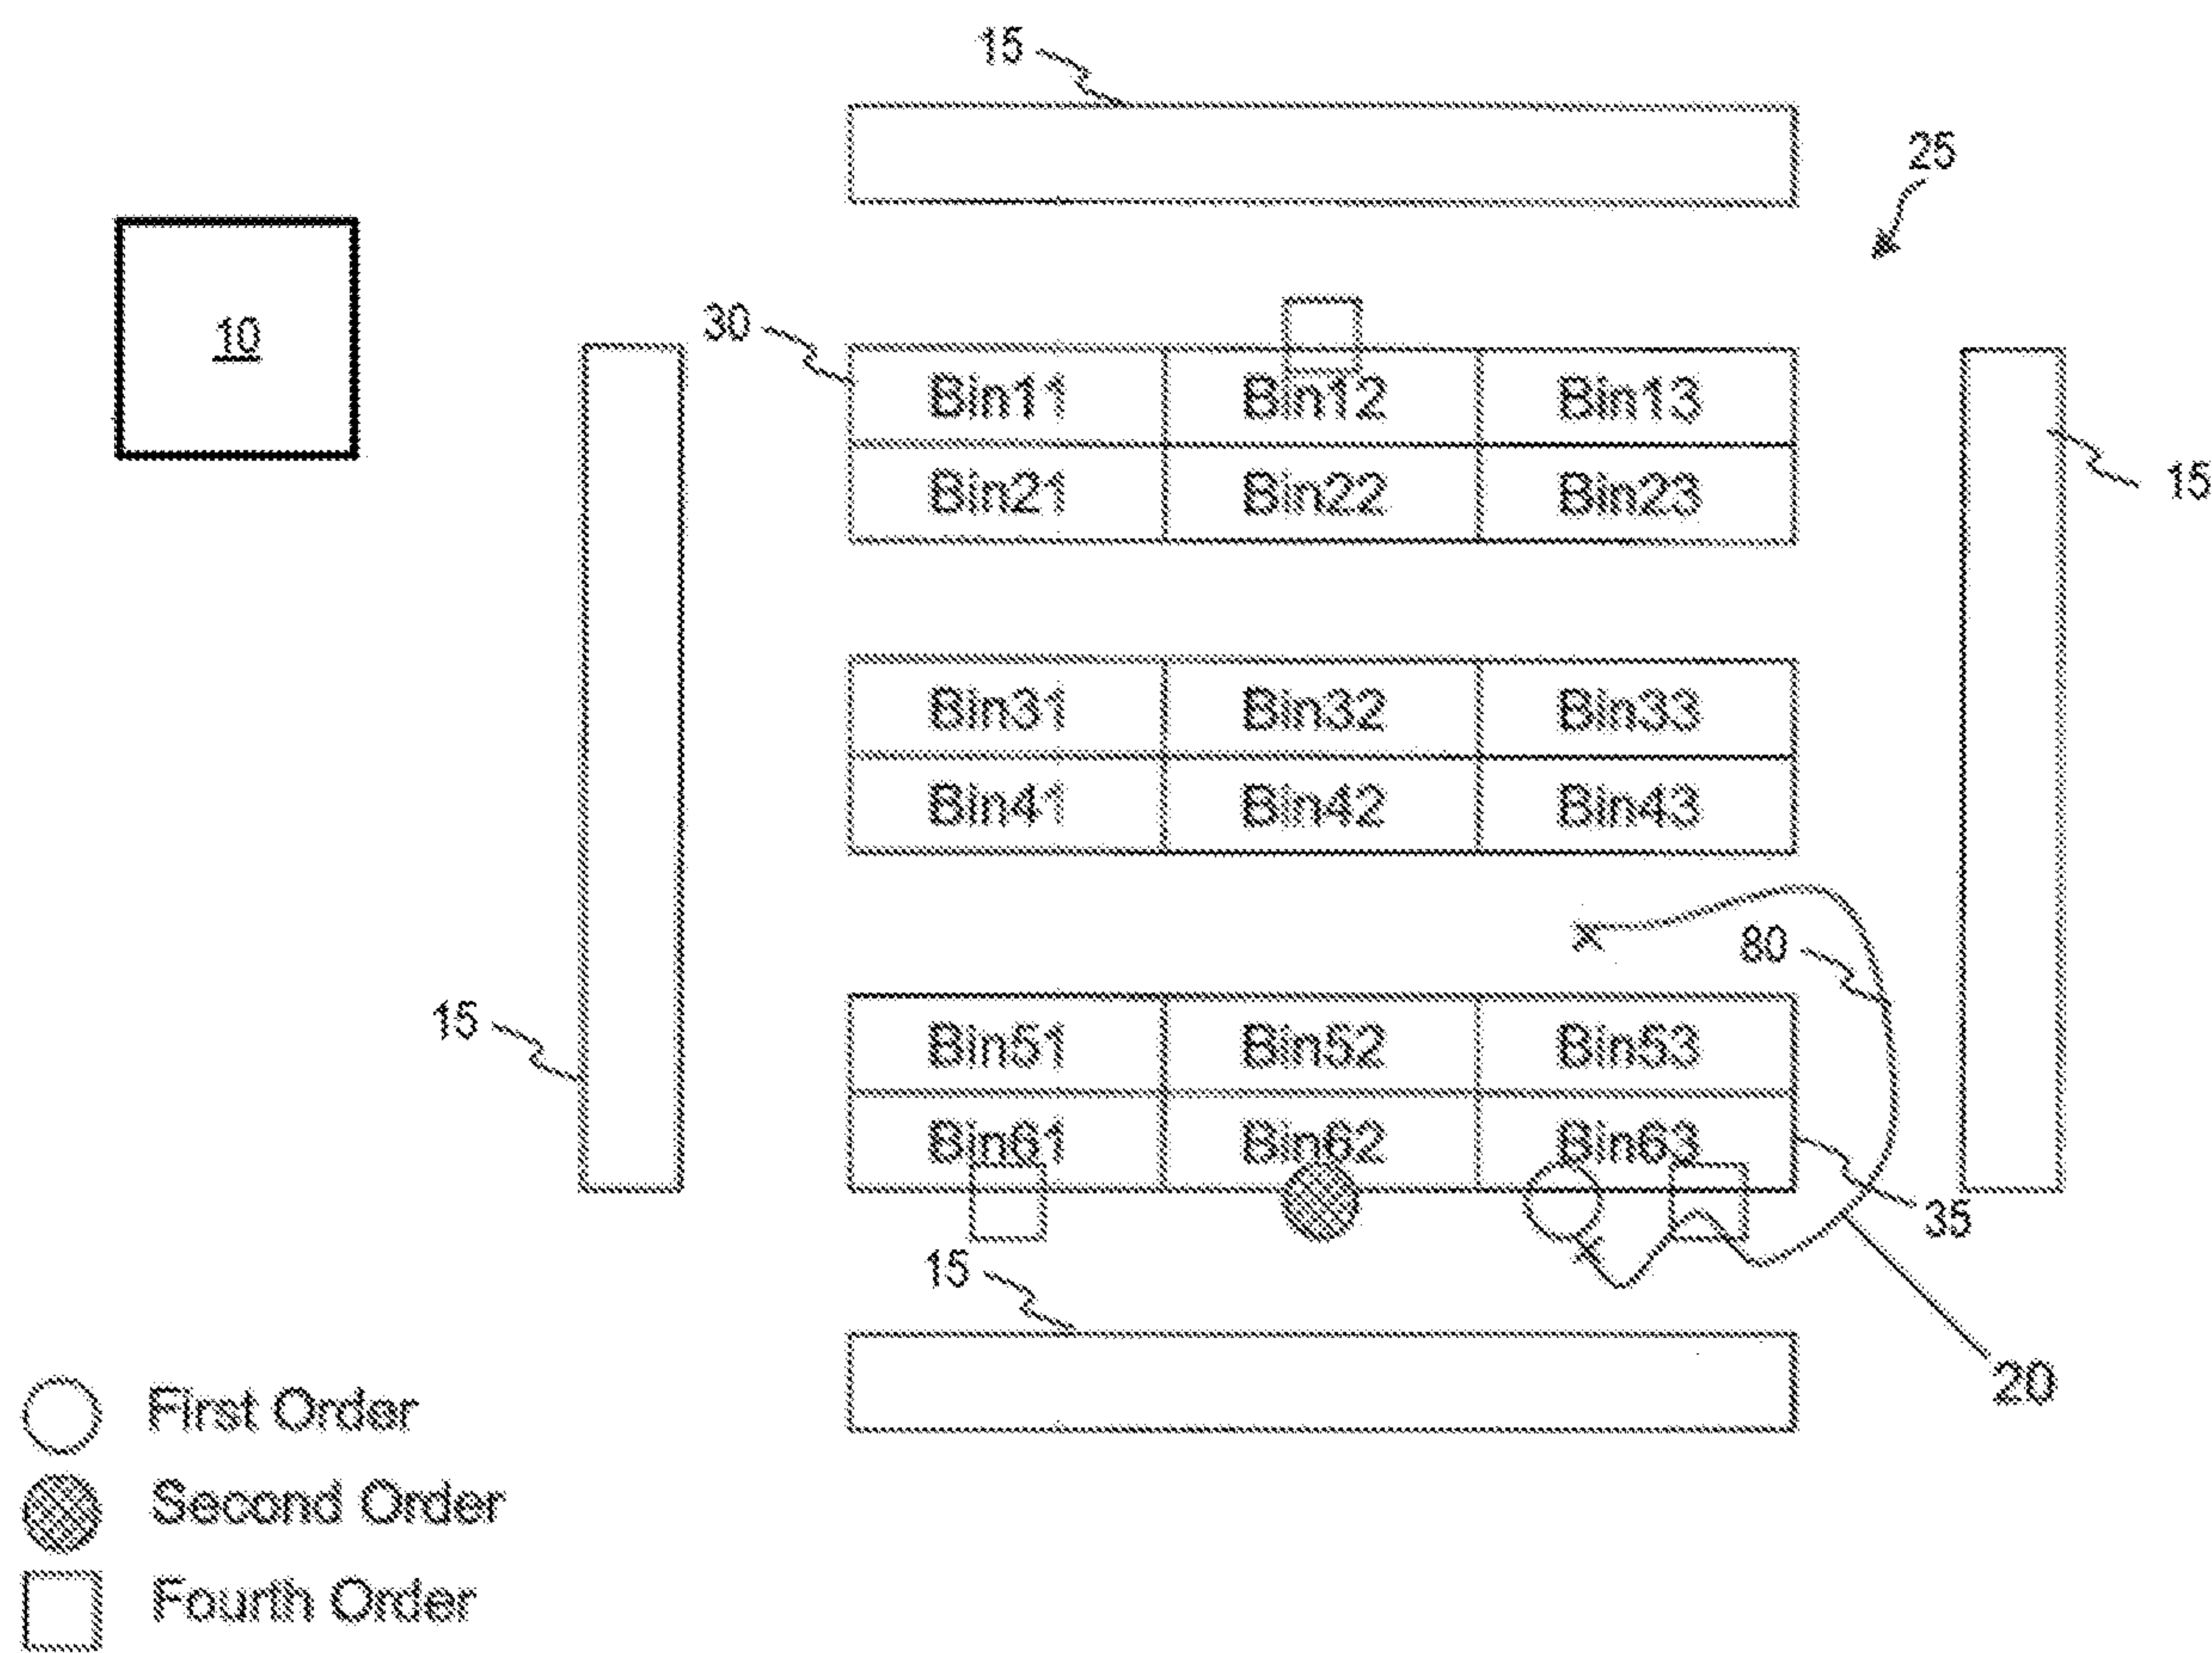 15
25
10
30
Bin11 Bin12 Bin13
Bin21 Bin22 Bin23
15
Bin31 Bin32 Bin33
Bin41 Bin42 Bin43
80
15
Bin51 Bin52 Bin53
Bin61 Bin62 Bin63
35
15
20
First Order
Second Order
Fourth Order